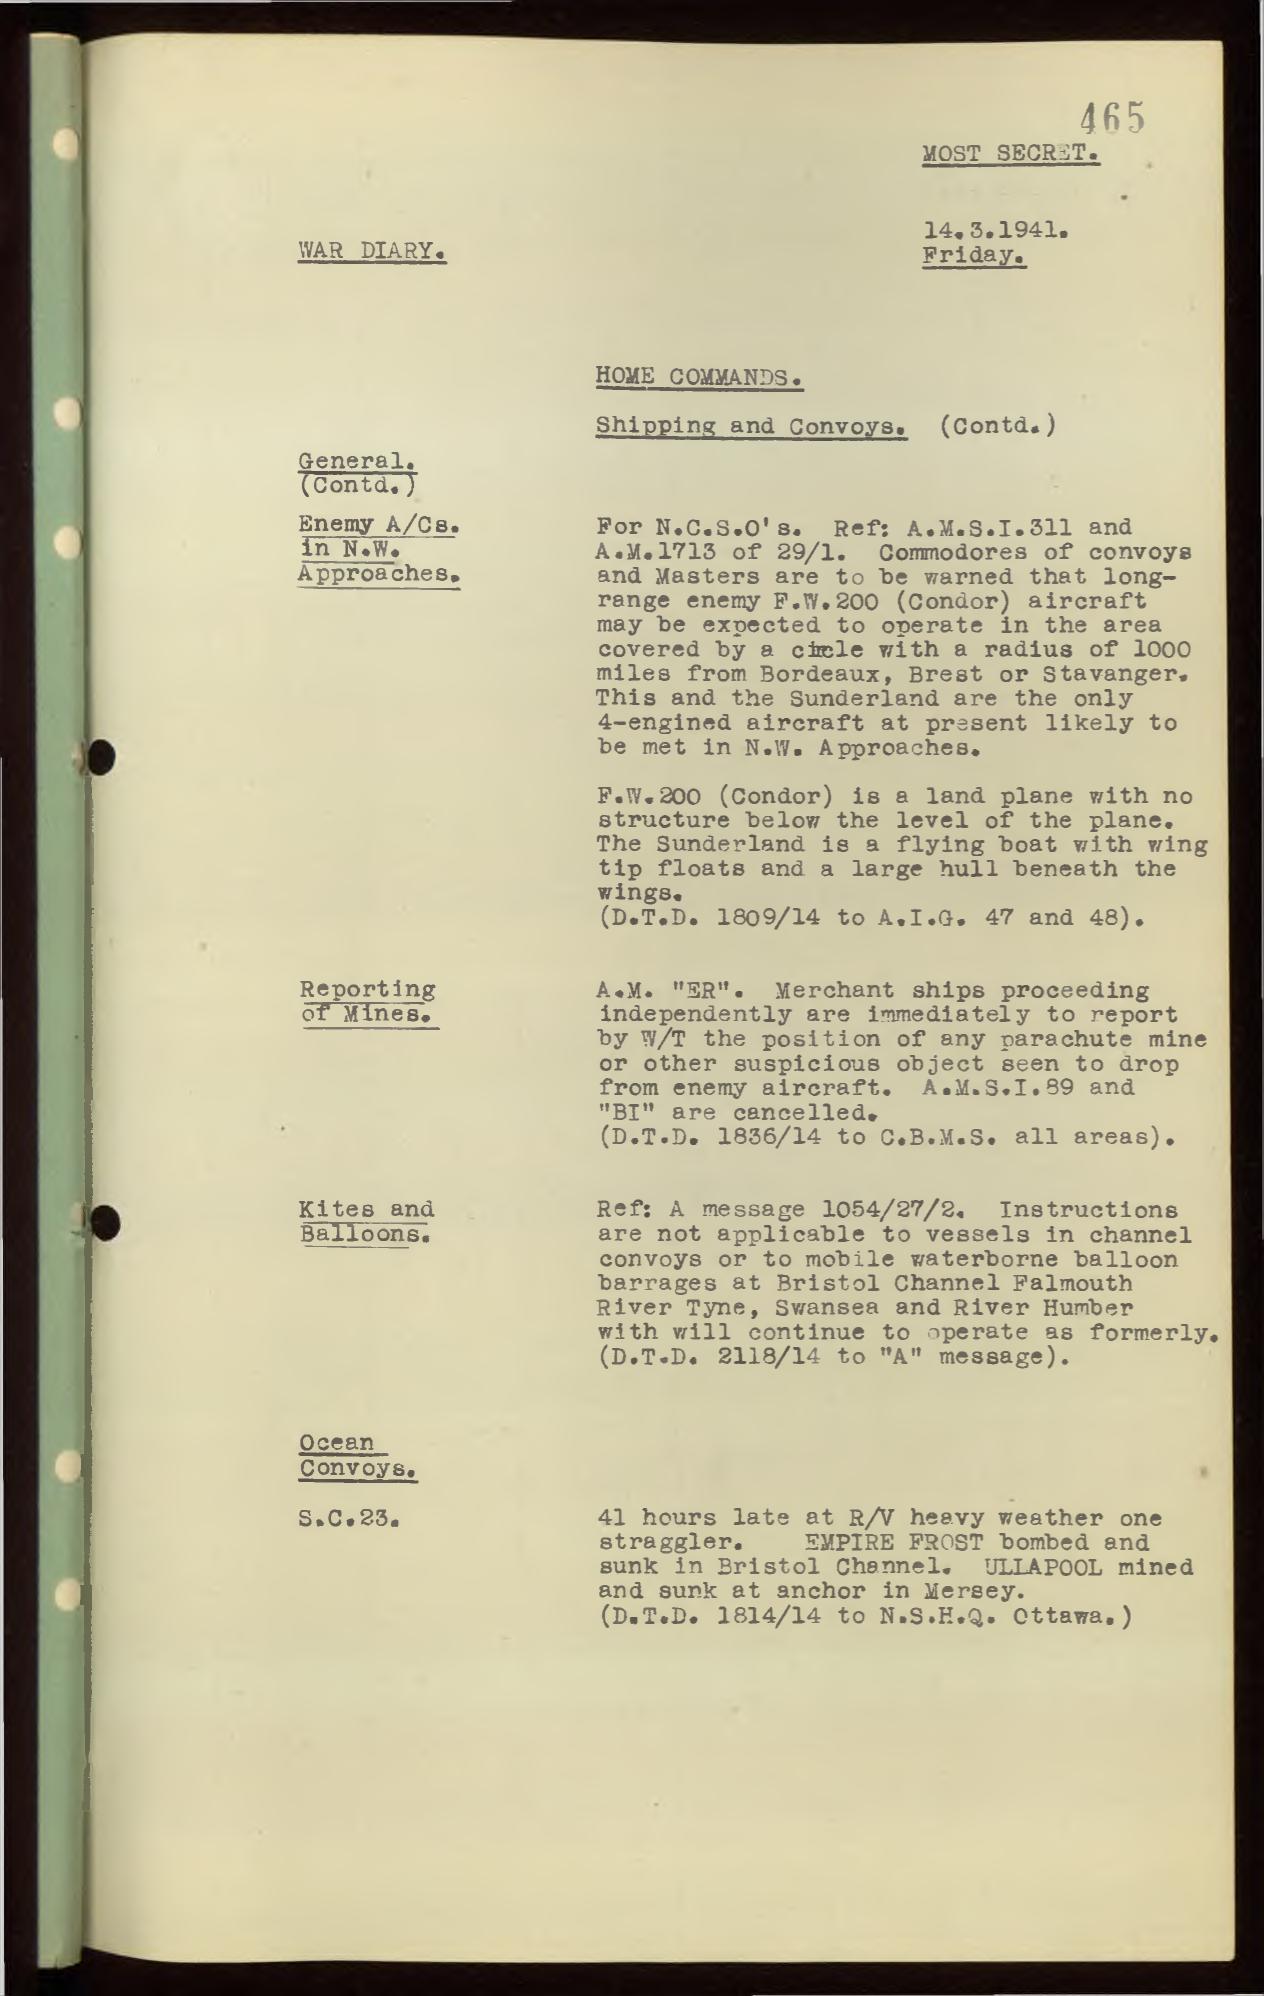 465
MOST SECRET.
14.3.1941.
WAR DIARY.
Friday.
HOME COMMANDS.
Shipping and Convoys. (Contd.)
General.
(Contd.)
Enemy A/Cs.
in N.W.
Approaches.
For N.C.S.O's. Ref: A.M.S.I.311 and
A.M.1713 of 29/1. Commodores of convoys
and Masters are to be warned that long-
range enemy F.W.200 (Condor) aircraft
may be expected to operate in the area
covered by a circle with a radius of 1000
miles from Bordeaux, Brest or Stavanger.
This and the Sunderland are the only
4-engined aircraft at present likely to
be met in N.W. Approaches.
F.W.200 (Condor) is a land plane with no
structure below the level of the plane.
The Sunderland is a flying boat with wing
tip floats and a large hull beneath the
wings.
(D.T.D. 1809/14 to A.I.G. 47 and 48).
Reporting
of Mines.
A.M. "ER". Merchant ships proceeding
independently are immediately to report
by W/T the position of any parachute mine
or other suspicious object seen to drop
from enemy aircraft. A.M.S.I.89 and
"BI" are cancelled.
(D.T.D. 1836/14 to C.B.M.S. all areas).
Kites and
Balloons.
Ref: A message 1054/27/2. Instructions
are not applicable to vessels in channel
convoys or to mobile waterborne balloon
barrages at Bristol Channel Falmouth
River Tyne, Swansea and River Humber
with will continue to operate as formerly.
(D.T.D. 2118/14 to "A" message).
Ocean
Convoys.
S.C.23.
41 hours late at R/V heavy weather one
straggler. EMPIRE FROST bombed and
sunk in Bristol Channel. ULLAPOOL mined
and sunk at anchor in Mersey.
(D.T.D. 1814/14 to N.S.H.Q. Ottawa.)